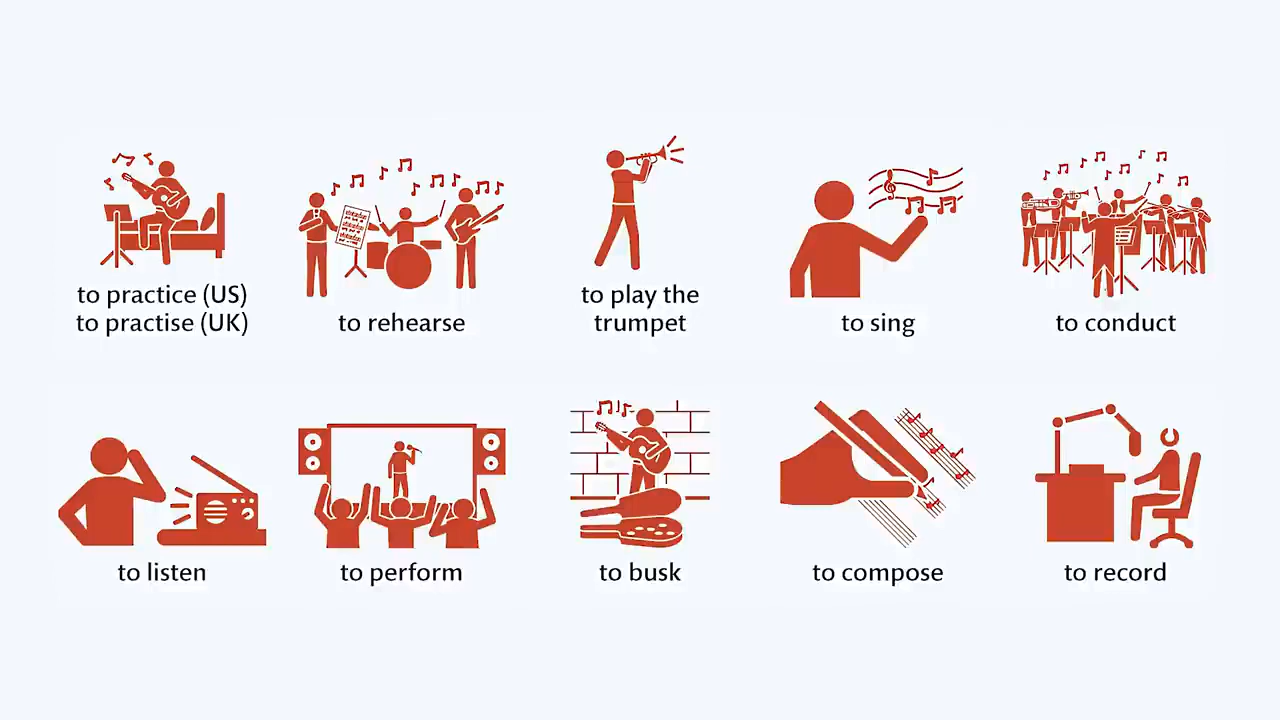 to practice (US)
to practise (UK)
to rehearse
to play the
trumpet
to sing
to conduct
to listen
to perform
to busk
to compose
to record